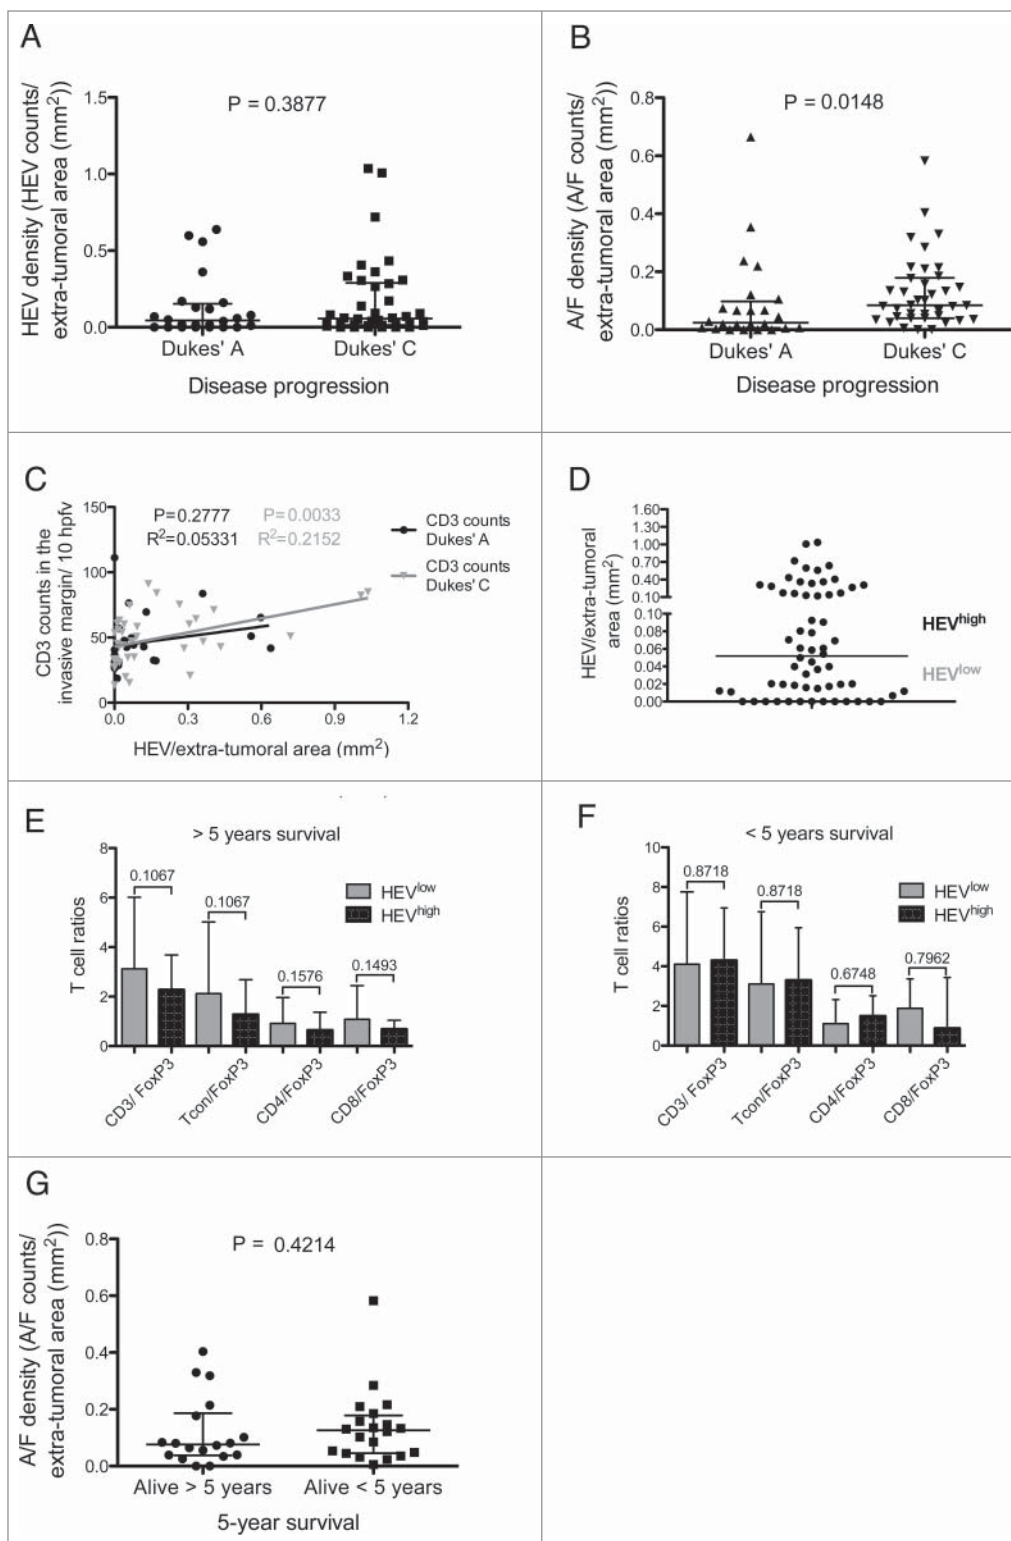 A
HEV density (HEV counts/
extra-tumoral area (mm²))
P = 0.3877
1.5
1.0
0.5
0.0
Dukes' A
Dukes' C
Disease progression
B
A/F density (A/F counts/
extra-tumoral area (mm²))
P = 0.0148
0.8
0.6
0.4
0.2
0.0
Dukes' A
Dukes' C
Disease progression
C
CD3 counts in the
invasive margin/ 10 hpfv
150
100
50
0
P=0.2777
R²=0.05331
P=0.0033
R²=0.2152
CD3 counts
Dukes' A
CD3 counts
Dukes' C
0.0
0.3
0.6
0.9
1.2
HEV/extra-tumoral area (mm²)
D
HEV/extra-tumoral
area (mm²)
1.60
1.30
1.00
0.70
0.40
0.10
0.10
0.08
0.06
0.04
0.02
0.00
HEVhigh
HEVlow
E
> 5 years survival
T cell ratios
8
6
4
2
0
0.1067
0.1067
0.1576
0.1493
HEVlow
HEVhigh
CD3/ FoxP3
Tcon/FoxP3
CD4/FoxP3
CD8/FoxP3
F
< 5 years survival
T cell ratios
10
8
6
4
2
0
0.8718
0.8718
0.6748
0.7962
HEVlow
HEVhigh
CD3/ FoxP3
Tcon/FoxP3
CD4/FoxP3
CD8/FoxP3
G
A/F density (A/F counts/
extra-tumoral area (mm²))
P = 0.4214
0.8
0.6
0.4
0.2
0.0
Alive > 5 years
Alive < 5 years
5-year survival